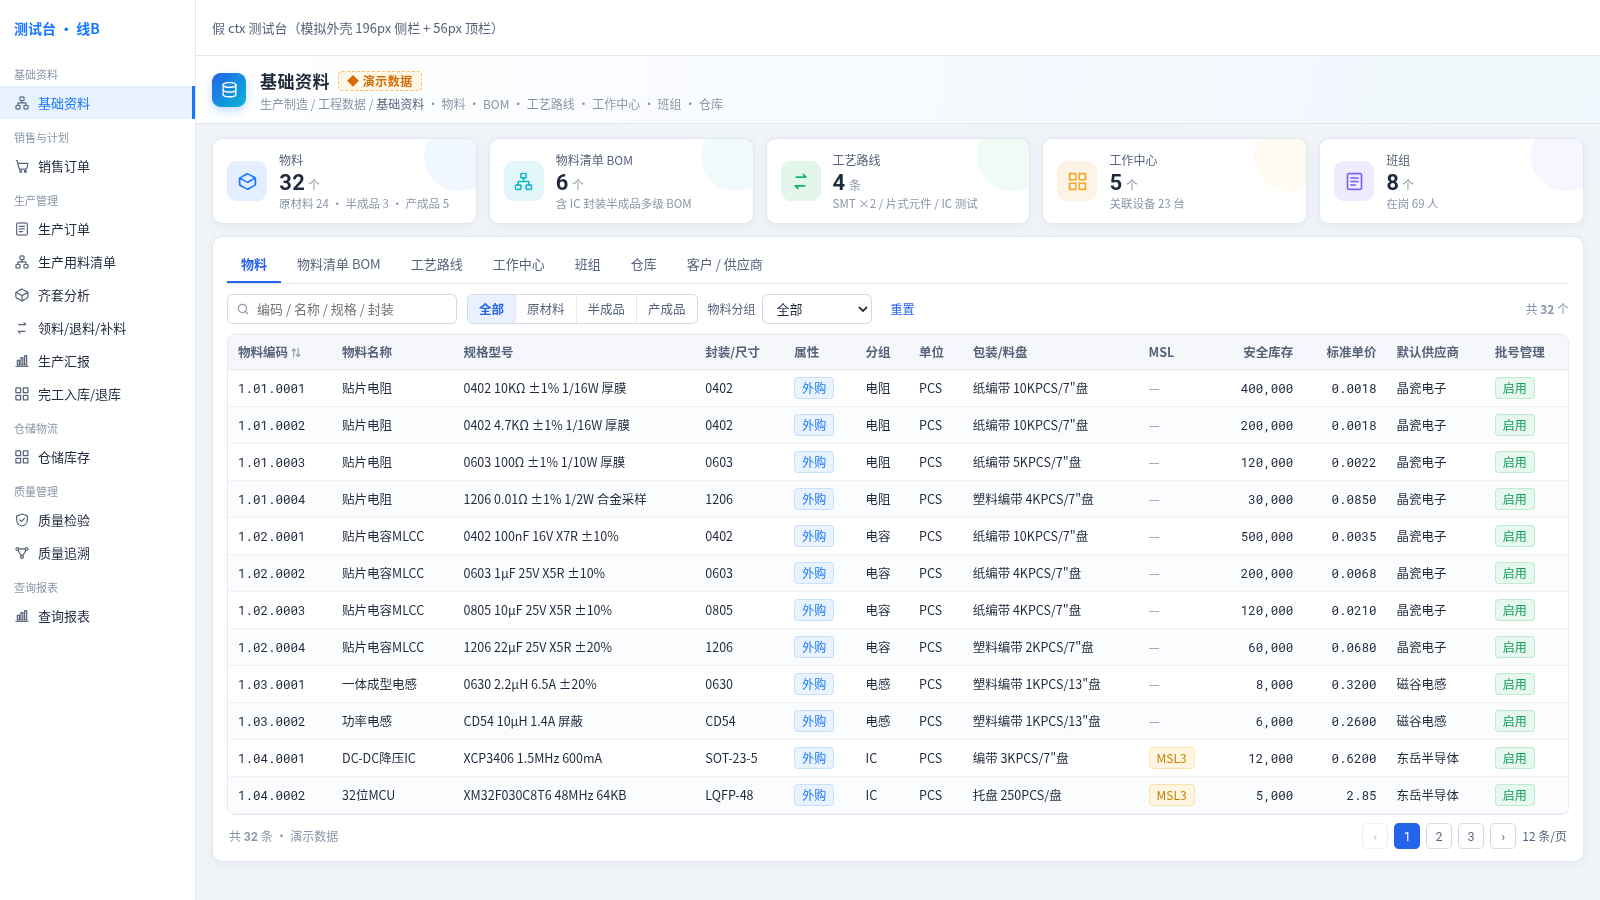 测试台 · 线B
基础资料
基础资料
销售与计划
销售订单
生产管理
生产订单
生产用料清单
齐套分析
领料/退料/补料
生产汇报
完工入库/退库
仓储物流
仓储库存
质量管理
质量检验
质量追溯
查询报表
查询报表
假 ctx 测试台（模拟外壳 196px 侧栏 + 56px 顶栏）
基础资料 ◆ 演示数据
生产制造 / 工程数据 / 基础资料 · 物料 · BOM · 工艺路线 · 工作中心 · 班组 · 仓库
物料
32 个
原材料 24 · 半成品 3 · 产成品 5
物料清单 BOM
6 个
含 IC 封装半成品多级 BOM
工艺路线
4 条
SMT ×2 / 片式元件 / IC 测试
工作中心
5 个
关联设备 23 台
班组
8 个
在岗 69 人
物料 物料清单 BOM 工艺路线 工作中心 班组 仓库 客户 / 供应商
编码 / 名称 / 规格 / 封装 全部 原材料 半成品 产成品 物料分组 全部 重置 共 32 个
物料编码 ⇅ 物料名称 规格型号 封装/尺寸 属性 分组 单位 包装/料盘 MSL 安全库存 标准单价 默认供应商 批号管理
1.01.0001 贴片电阻 0402 10KΩ ±1% 1/16W 厚膜 0402 外购 电阻 PCS 纸编带 10KPCS/7"盘 — 400,000 0.0018 晶瓷电子 启用
1.01.0002 贴片电阻 0402 4.7KΩ ±1% 1/16W 厚膜 0402 外购 电阻 PCS 纸编带 10KPCS/7"盘 — 200,000 0.0018 晶瓷电子 启用
1.01.0003 贴片电阻 0603 100Ω ±1% 1/10W 厚膜 0603 外购 电阻 PCS 纸编带 5KPCS/7"盘 — 120,000 0.0022 晶瓷电子 启用
1.01.0004 贴片电阻 1206 0.01Ω ±1% 1/2W 合金采样 1206 外购 电阻 PCS 塑料编带 4KPCS/7"盘 — 30,000 0.0850 晶瓷电子 启用
1.02.0001 贴片电容MLCC 0402 100nF 16V X7R ±10% 0402 外购 电容 PCS 纸编带 10KPCS/7"盘 — 500,000 0.0035 晶瓷电子 启用
1.02.0002 贴片电容MLCC 0603 1μF 25V X5R ±10% 0603 外购 电容 PCS 纸编带 4KPCS/7"盘 — 200,000 0.0068 晶瓷电子 启用
1.02.0003 贴片电容MLCC 0805 10μF 25V X5R ±10% 0805 外购 电容 PCS 纸编带 4KPCS/7"盘 — 120,000 0.0210 晶瓷电子 启用
1.02.0004 贴片电容MLCC 1206 22μF 25V X5R ±20% 1206 外购 电容 PCS 塑料编带 2KPCS/7"盘 — 60,000 0.0680 晶瓷电子 启用
1.03.0001 一体成型电感 0630 2.2μH 6.5A ±20% 0630 外购 电感 PCS 塑料编带 1KPCS/13"盘 — 8,000 0.3200 磁谷电感 启用
1.03.0002 功率电感 CD54 10μH 1.4A 屏蔽 CD54 外购 电感 PCS 塑料编带 1KPCS/13"盘 — 6,000 0.2600 磁谷电感 启用
1.04.0001 DC-DC降压IC XCP3406 1.5MHz 600mA SOT-23-5 外购 IC PCS 编带 3KPCS/7"盘 MSL3 12,000 0.6200 东岳半导体 启用
1.04.0002 32位MCU XM32F030C8T6 48MHz 64KB LQFP-48 外购 IC PCS 托盘 250PCS/盘 MSL3 5,000 2.85 东岳半导体 启用
共 32 条 · 演示数据 ‹ 1 2 3 › 12 条/页